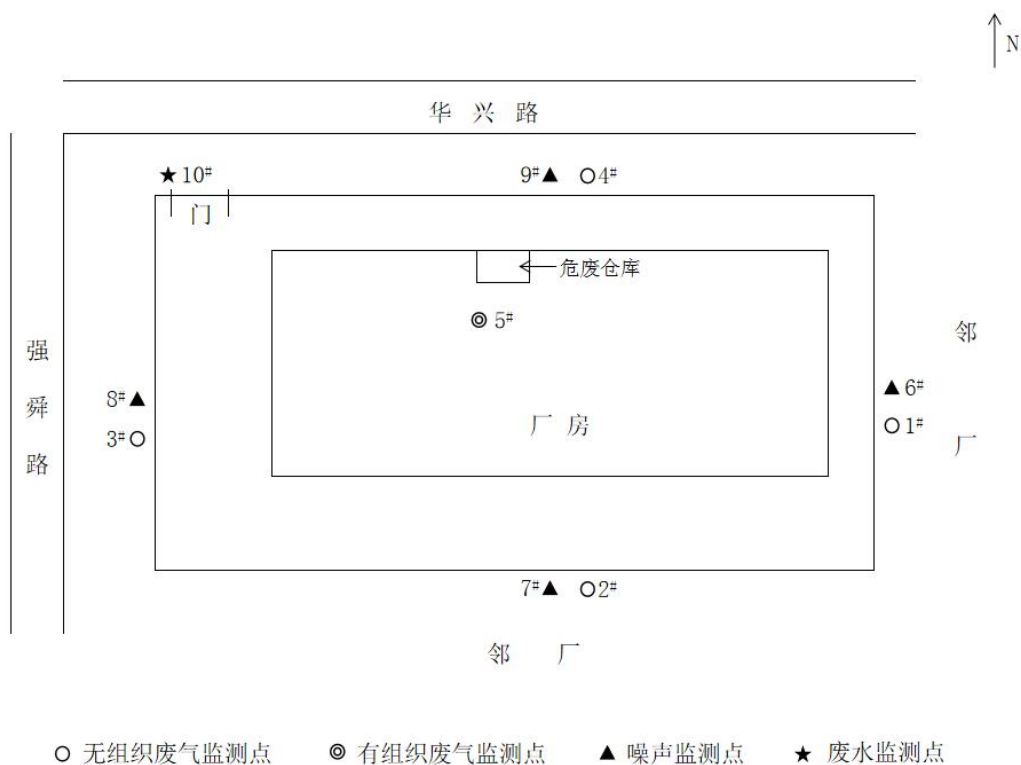 N
华兴路
★10#
9#▲ ○4#
门
危废仓库
◎ 5#
强舜路
8#▲
3#○
厂房
▲6#
○1#
邻厂
7#▲ ○2#
邻厂
○ 无组织废气监测点 ◎ 有组织废气监测点 ▲ 噪声监测点 ★ 废水监测点